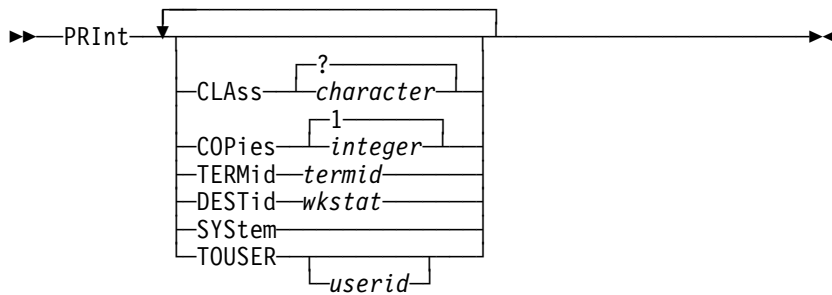 PRInt
?
CLAss character
1
COPies integer
TERMid termid
DESTid wkstat
SYStem
TOUSER
userid